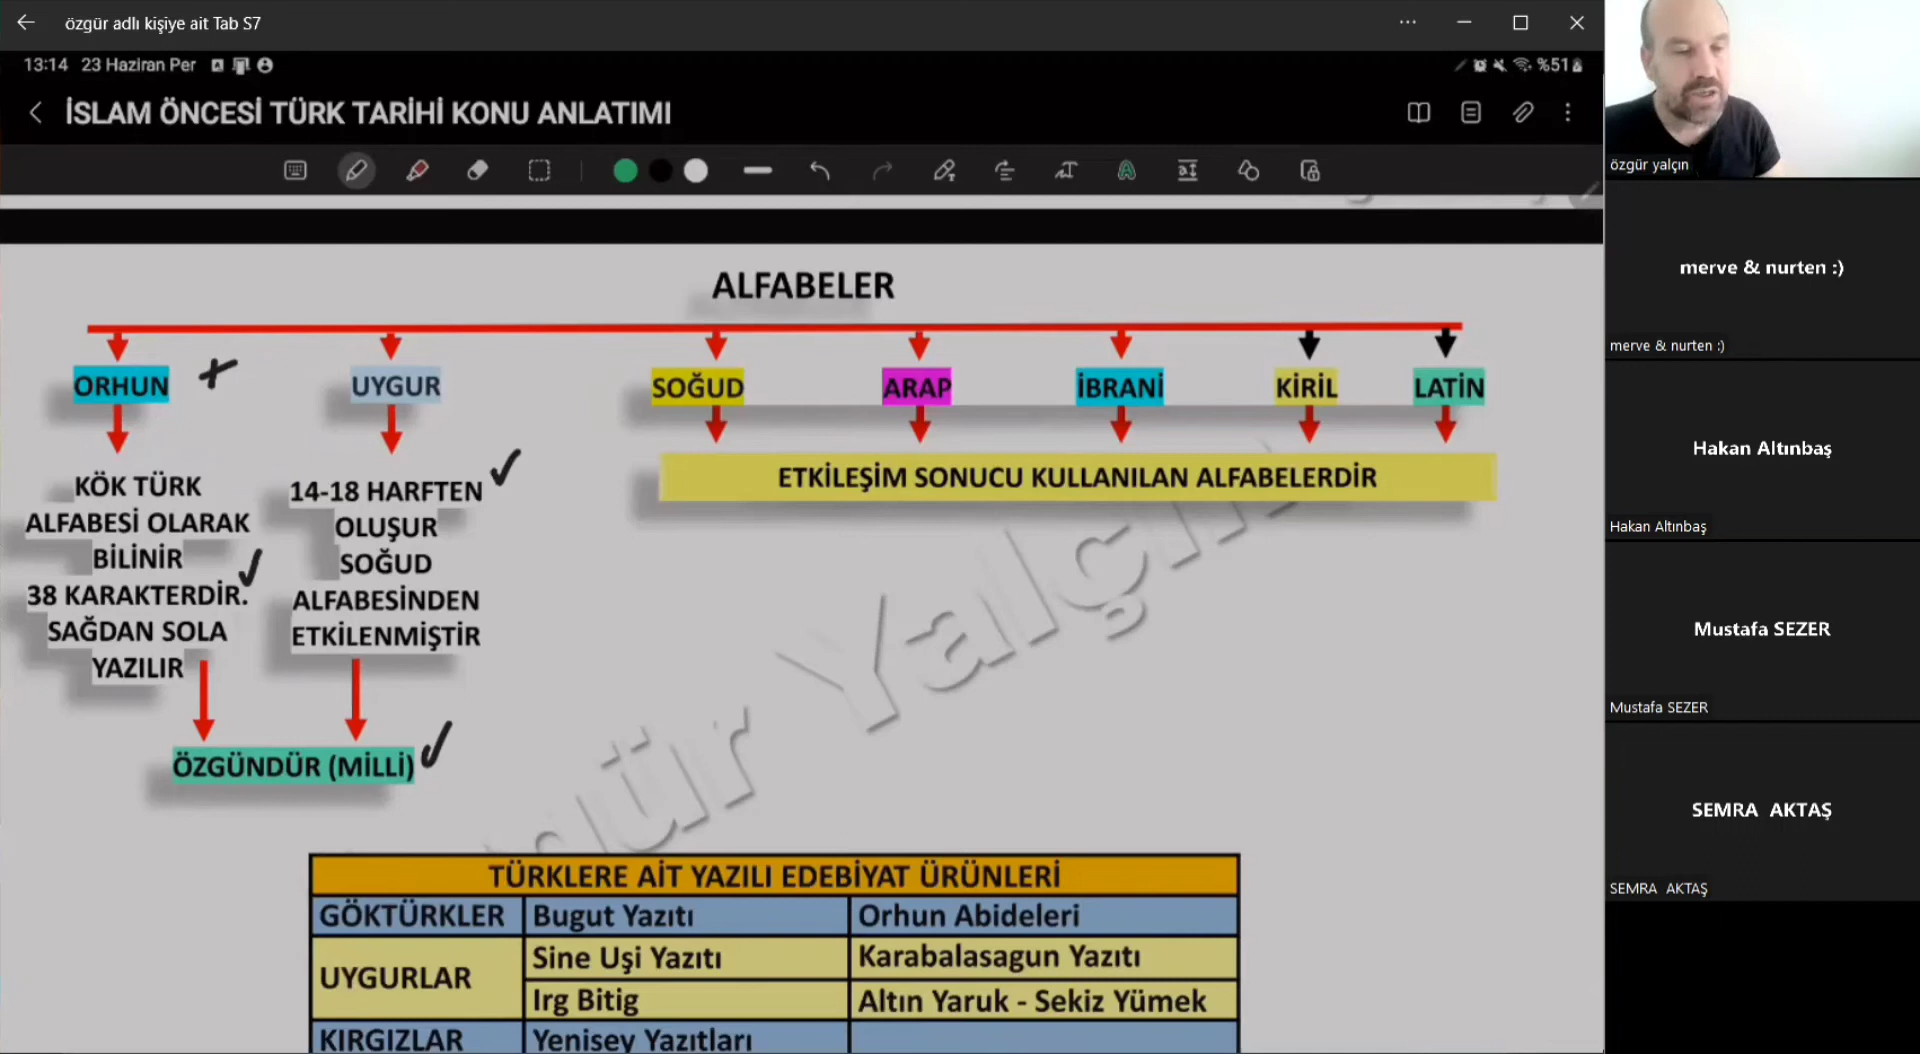 özgür adlı kişiye ait Tab S7
13:14 23 Haziran Per
%51
İSLAM ÖNCESİ TÜRK TARİHİ KONU ANLATIMI
ALFABELER
ORHUN
UYGUR
SOĞUD
ARAP
İBRANİ
KİRİL
LATİN
KÖK TÜRK
ALFABESİ OLARAK
BİLİNİR
38 KARAKTERDİR.
SAĞDAN SOLA
YAZILIR
14-18 HARFTEN
OLUŞUR
SOĞUD
ALFABESİNDEN
ETKİLENMİŞTİR
ETKİLEŞİM SONUCU KULLANILAN ALFABELERDİR
ÖZGÜNDÜR (MİLLİ)
Yalçın
TÜRKLERE AİT YAZILI EDEBİYAT ÜRÜNLERİ
GÖKTÜRKLER Bugut Yazıtı Orhun Abideleri
UYGURLAR
Sine Uşi Yazıtı Karabalasagun Yazıtı
Irg Bitig Altın Yaruk - Sekiz Yümek
KIRGIZLAR Yenisey Yazıtları
özgür yalçın
merve & nurten :)
merve & nurten :)
Hakan Altınbaş
Hakan Altınbaş
Mustafa SEZER
Mustafa SEZER
SEMRA AKTAŞ
SEMRA AKTAŞ